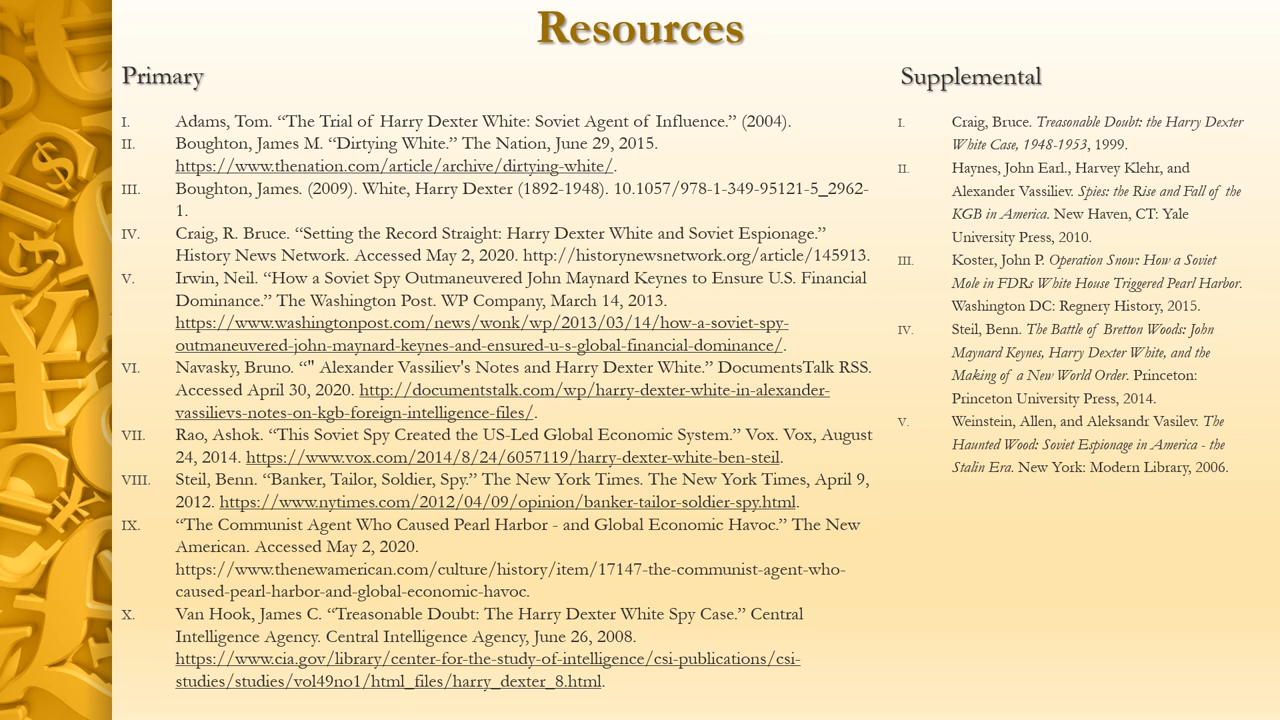 Resources
Primary
I. Adams, Tom. “The Trial of Harry Dexter White: Soviet Agent of Influence.” (2004).
II. Boughton, James M. “Dirtying White.” The Nation, June 29, 2015.
https://www.thenation.com/article/archive/dirtying-white/.
III. Boughton, James. (2009). White, Harry Dexter (1892-1948). 10.1057/978-1-349-95121-5_2962-
1.
IV. Craig, R. Bruce. “Setting the Record Straight: Harry Dexter White and Soviet Espionage.”
History News Network. Accessed May 2, 2020. http://historynewsnetwork.org/article/145913.
V. Irwin, Neil. “How a Soviet Spy Outmaneuvered John Maynard Keynes to Ensure U.S. Financial
Dominance.” The Washington Post. WP Company, March 14, 2013.
https://www.washingtonpost.com/news/wonk/wp/2013/03/14/how-a-soviet-spy-
outmaneuvered-john-maynard-keynes-and-ensured-u-s-global-financial-dominance/.
VI. Navasky, Bruno. “" Alexander Vassiliev's Notes and Harry Dexter White.” DocumentsTalk RSS.
Accessed April 30, 2020. http://documentstalk.com/wp/harry-dexter-white-in-alexander-
vassilievs-notes-on-kgb-foreign-intelligence-files/.
VII. Rao, Ashok. “This Soviet Spy Created the US-Led Global Economic System.” Vox. Vox, August
24, 2014. https://www.vox.com/2014/8/24/6057119/harry-dexter-white-ben-steil.
VIII. Steil, Benn. “Banker, Tailor, Soldier, Spy.” The New York Times. The New York Times, April 9,
2012. https://www.nytimes.com/2012/04/09/opinion/banker-tailor-soldier-spy.html.
IX. “The Communist Agent Who Caused Pearl Harbor - and Global Economic Havoc.” The New
American. Accessed May 2, 2020.
https://www.thenewamerican.com/culture/history/item/17147-the-communist-agent-who-
caused-pearl-harbor-and-global-economic-havoc.
X. Van Hook, James C. “Treasonable Doubt: The Harry Dexter White Spy Case.” Central
Intelligence Agency. Central Intelligence Agency, June 26, 2008.
https://www.cia.gov/library/center-for-the-study-of-intelligence/csi-publications/csi-
studies/studies/vol49no1/html_files/harry_dexter_8.html.
Supplemental
I. Craig, Bruce. Treasonable Doubt: the Harry Dexter
White Case, 1948-1953, 1999.
II. Haynes, John Earl., Harvey Klehr, and
Alexander Vassiliev. Spies: the Rise and Fall of the
KGB in America. New Haven, CT: Yale
University Press, 2010.
III. Koster, John P. Operation Snow: How a Soviet
Mole in FDRs White House Triggered Pearl Harbor.
Washington DC: Regnery History, 2015.
IV. Steil, Benn. The Battle of Bretton Woods: John
Maynard Keynes, Harry Dexter White, and the
Making of a New World Order. Princeton:
Princeton University Press, 2014.
V. Weinstein, Allen, and Aleksandr Vasilev. The
Haunted Wood: Soviet Espionage in America - the
Stalin Era. New York: Modern Library, 2006.